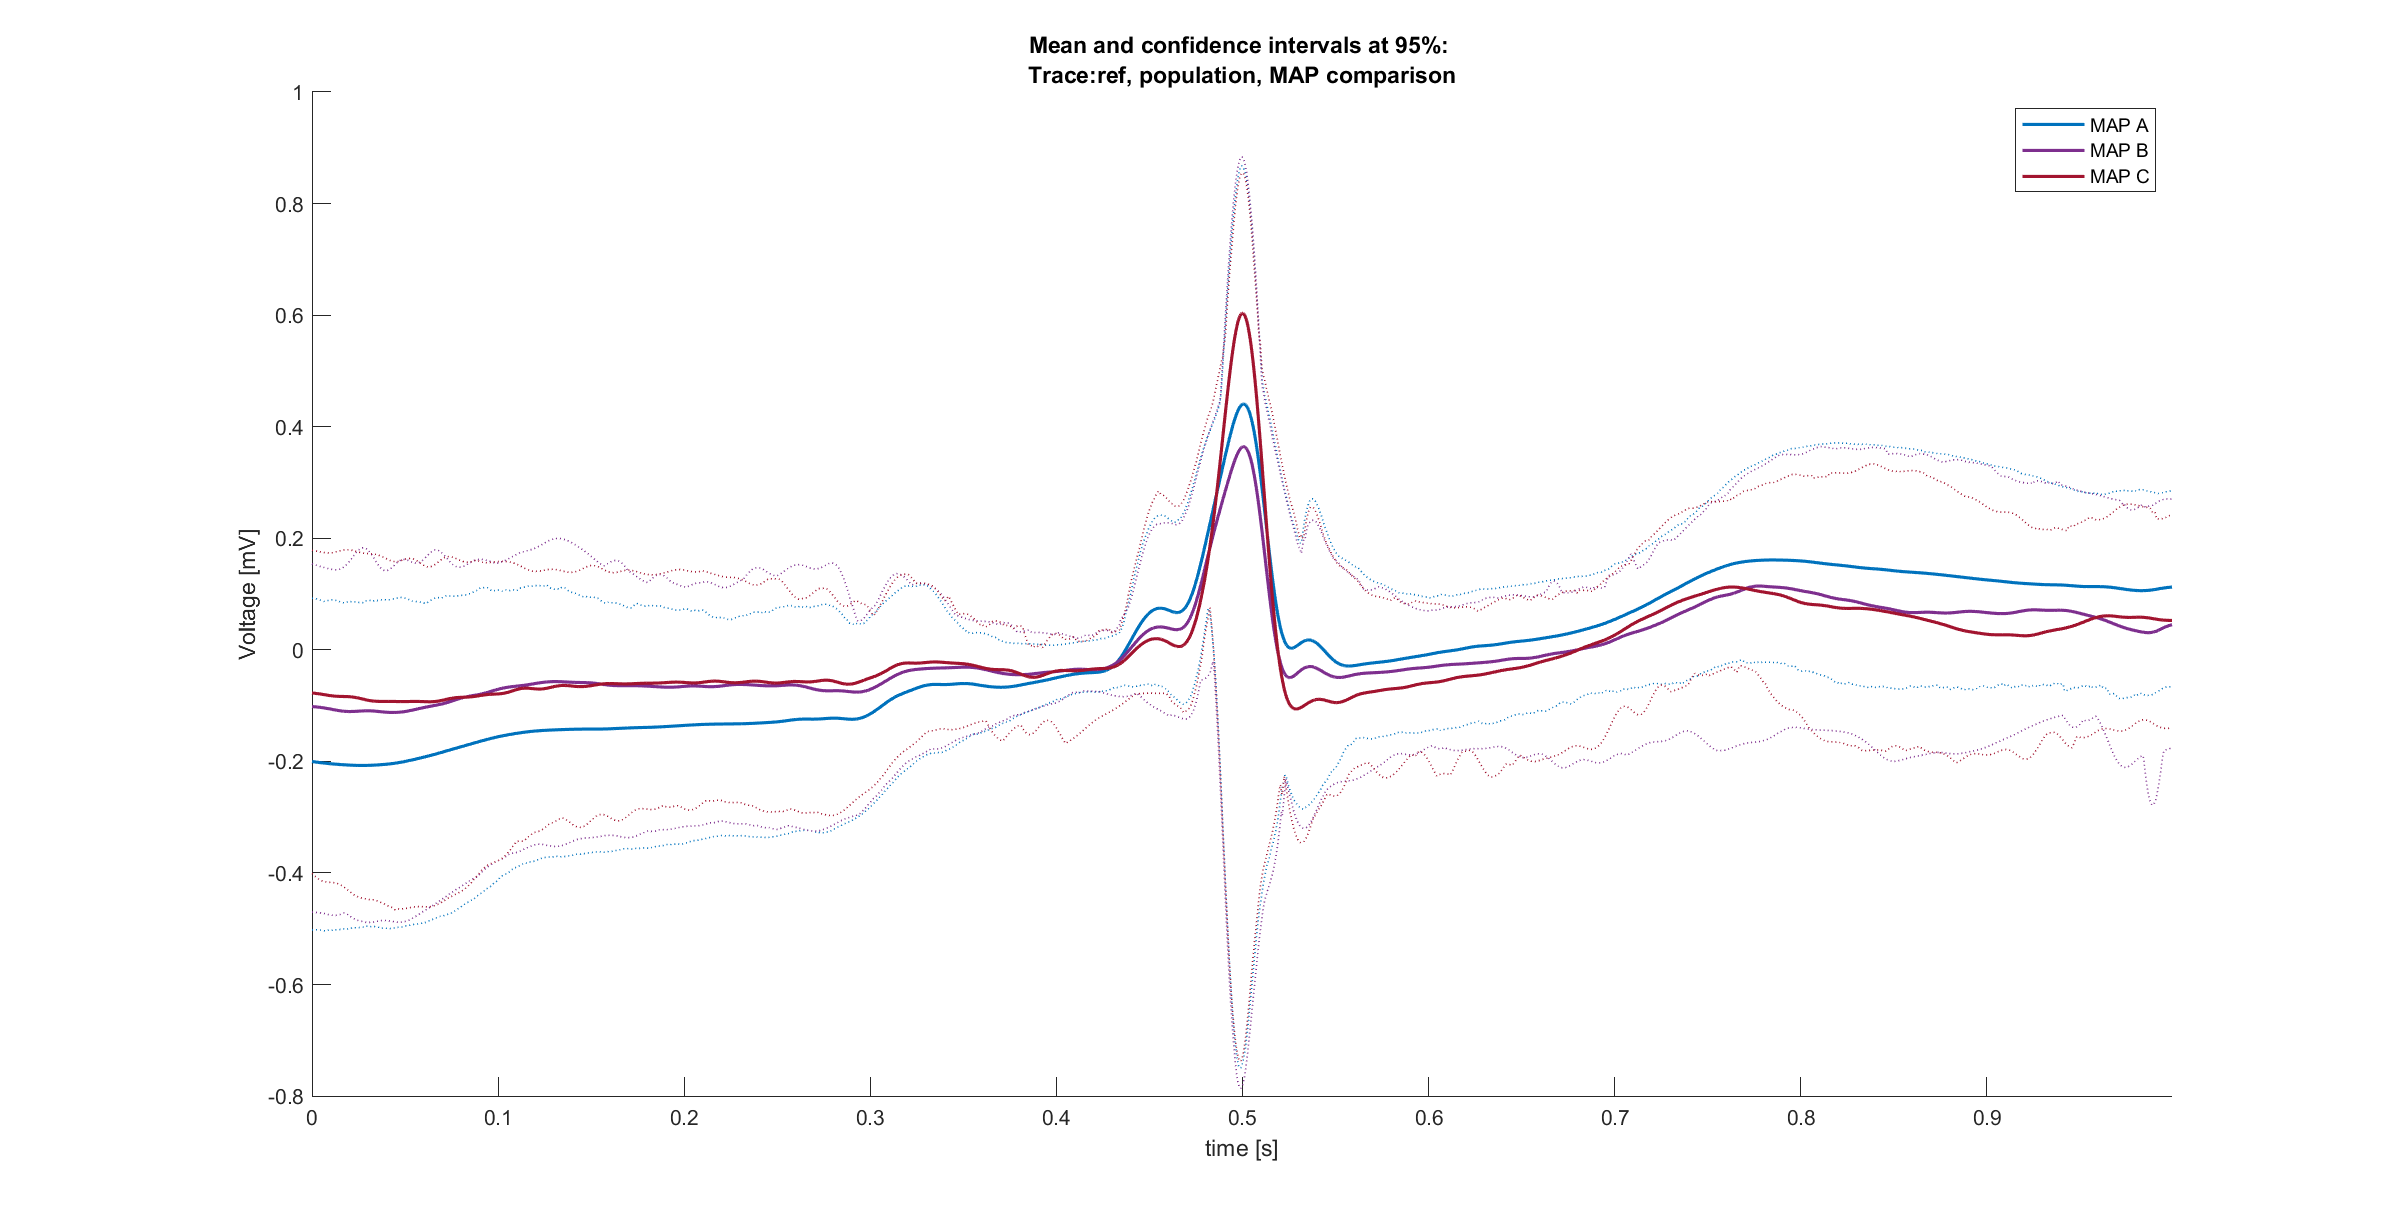 Mean and confidence intervals at 95%:
Trace:ref, population, MAP comparison
MAP A
MAP B
MAP C
Voltage [mV]
1
0.8
0.6
0.4
0.2
0
-0.2
-0.4
-0.6
-0.8
0 0.1 0.2 0.3 0.4 0.5 0.6 0.7 0.8 0.9
time [s]